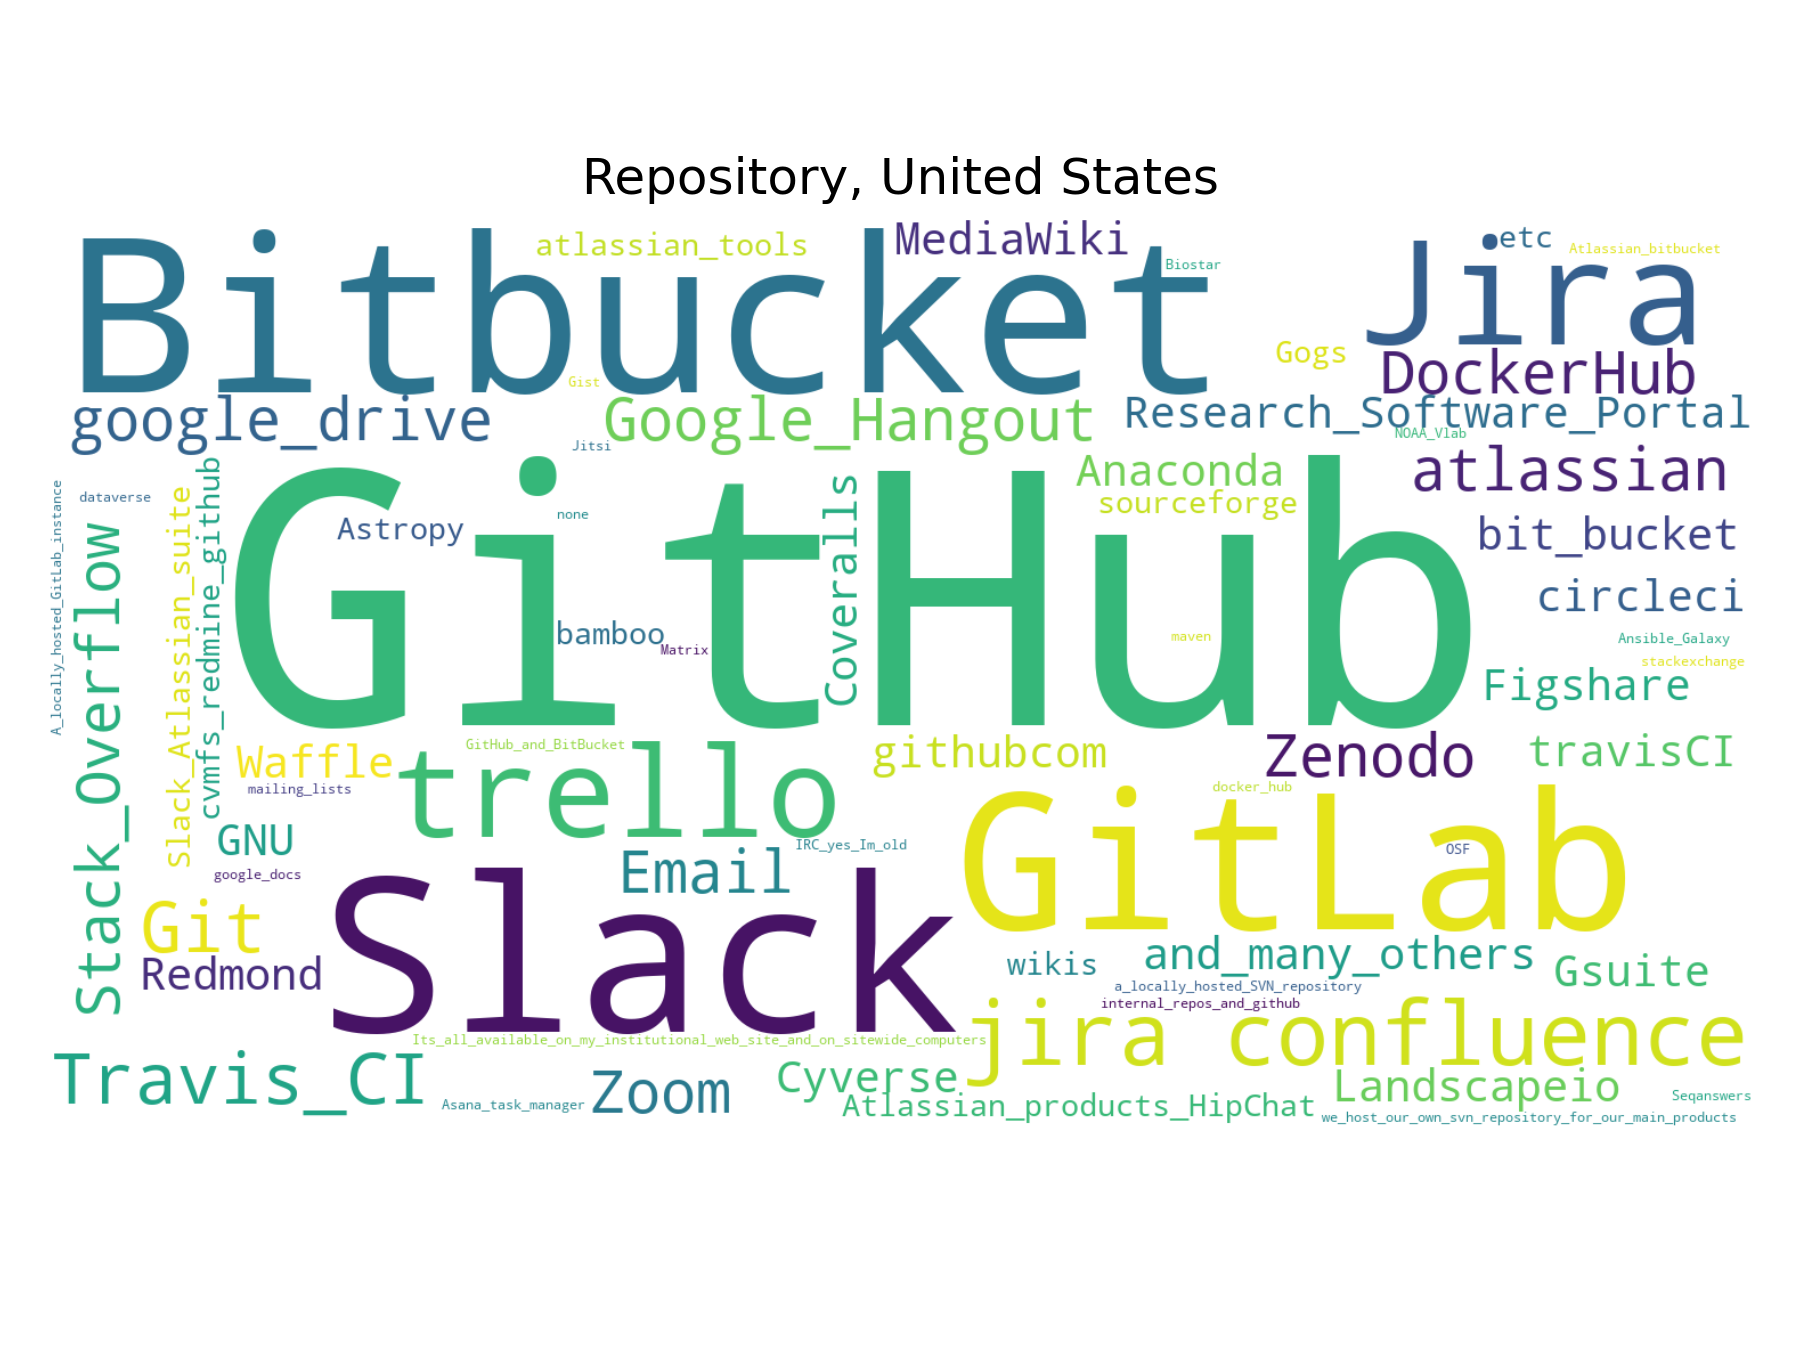 Repository, United States
Bitbucket
atlassian_tools
MediaWiki
Biostar
Jira
etc
Atlassian_bitbucket
Gogs
DockerHub
Gist
google_drive
Google_Hangout
Research_Software_Portal
NOAA_Vlab
Jitsi
Anaconda
atlassian
sourceforge
dataverse
A_locally_hosted_GitLab_instance
Stack_Overflow
Slack_Atlassian_suite
cvmfs_redmine_github
GitHub
Astropy
none
Coveralls
bit_bucket
circleci
bamboo
Matrix
maven
Ansible_Galaxy
stackexchange
Figshare
Waffle
GitHub_and_BitBucket
trello
githubcom
Zenodo
travisCI
mailing_lists
docker_hub
GNU
IRC_yes_Im_old
GitLab
OSF
google_docs
Email
Git
Slack
Redmond
wikis
and_many_others
Gsuite
a_locally_hosted_SVN_repository
internal_repos_and_github
jira confluence
Its_all_available_on_my_institutional_web_site_and_on_sitewide_computers
Travis_CI
Zoom
Cyverse
Landscapeio
Asana_task_manager
Atlassian_products_HipChat
Seqanswers
we_host_our_own_svn_repository_for_our_main_products